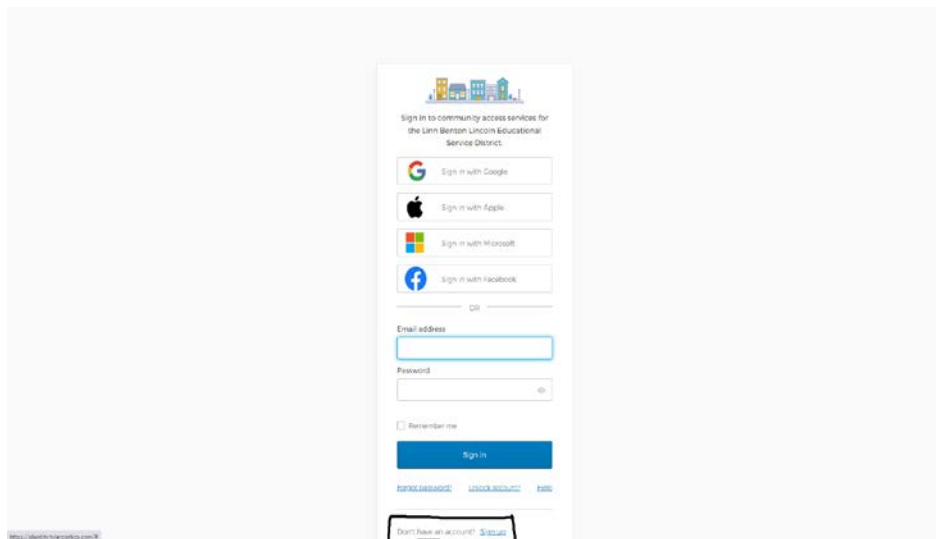 Sign in to community access services for
the Linn Benton Lincoln Educational
Service District.
Sign in with Google
Sign in with Apple
Sign in with Microsoft
Sign in with Facebook
OR
Email address
Password
Remember me
Sign in
Forgot password? Unlock account? Help
Don't have an account? Sign up